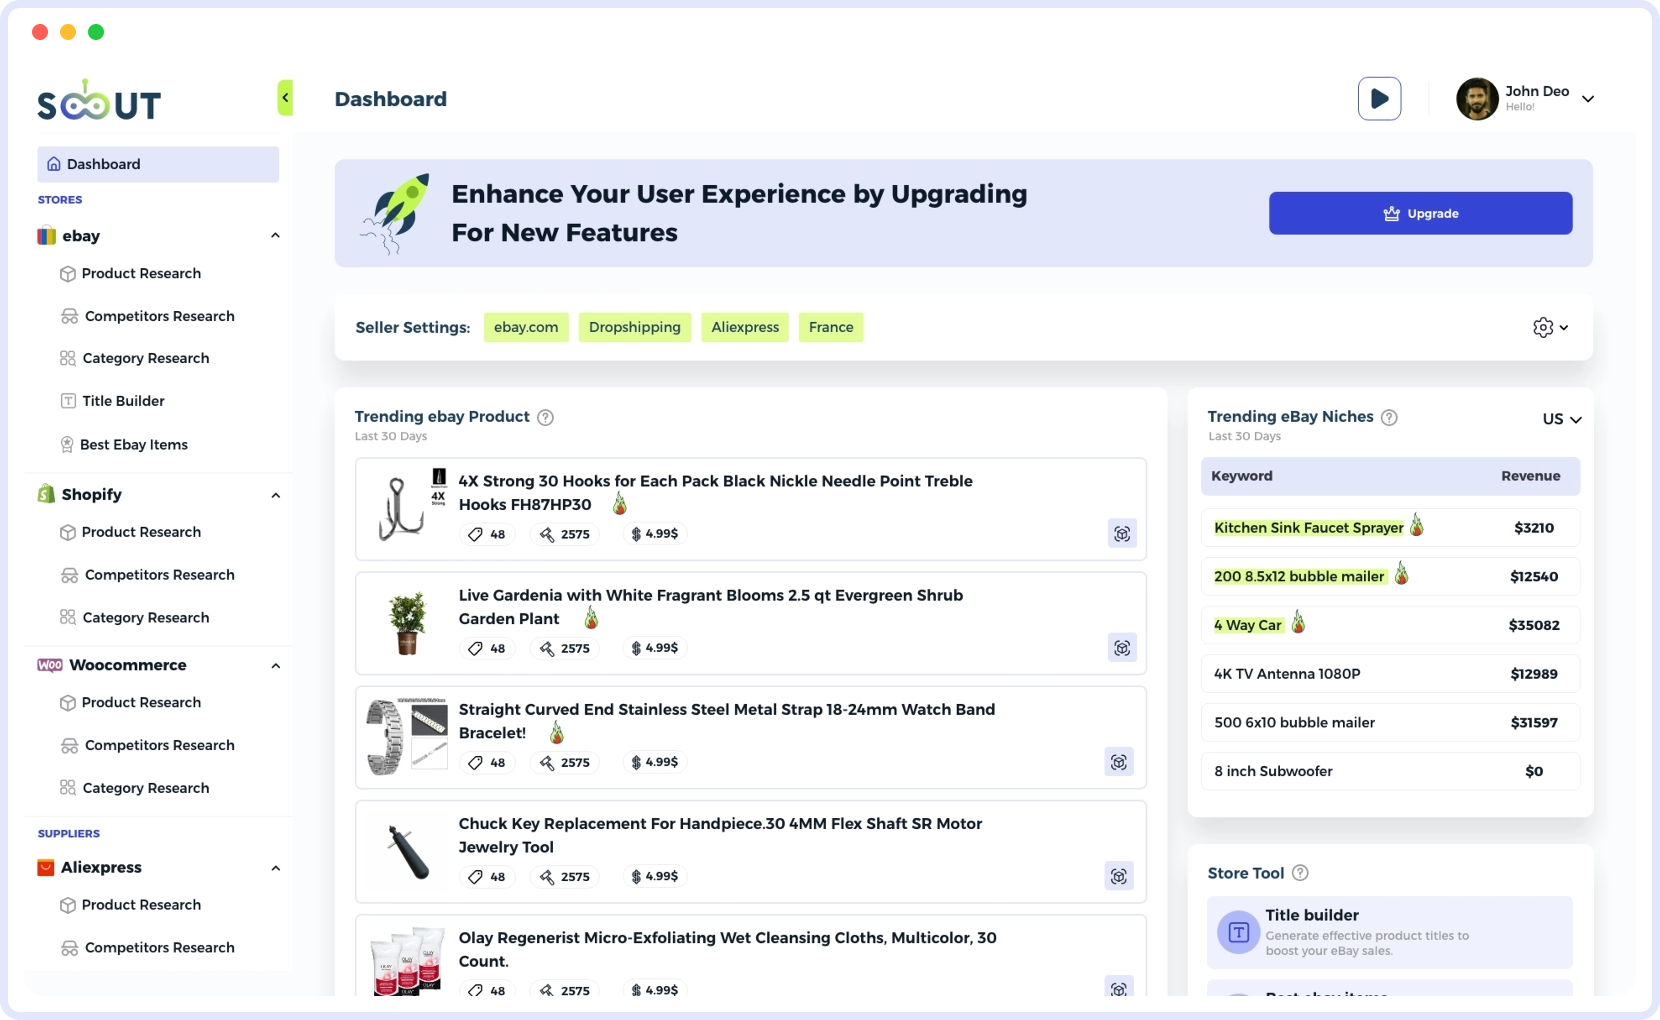 SCOUT
Dashboard
John Deo
Hello!
Dashboard
STORES
ebay
Product Research
Competitors Research
Category Research
Title Builder
Best Ebay Items
Shopify
Product Research
Competitors Research
Category Research
WOO Woocommerce
Product Research
Competitors Research
Category Research
SUPPLIERS
Aliexpress
Product Research
Competitors Research
Enhance Your User Experience by Upgrading
For New Features
Upgrade
Seller Settings: ebay.com Dropshipping Aliexpress France
Trending ebay Product
Last 30 Days
4X
Strong
4X Strong 30 Hooks for Each Pack Black Nickle Needle Point Treble
Hooks FH87HP30
48 2575 $ 4.99$
Live Gardenia with White Fragrant Blooms 2.5 qt Evergreen Shrub
Garden Plant
48 2575 $ 4.99$
Straight Curved End Stainless Steel Metal Strap 18-24mm Watch Band
Bracelet!
48 2575 $ 4.99$
Chuck Key Replacement For Handpiece.30 4MM Flex Shaft SR Motor
Jewelry Tool
48 2575 $ 4.99$
OLAY OLAY OLAY
Olay Regenerist Micro-Exfoliating Wet Cleansing Cloths, Multicolor, 30
Count.
48 2575 $ 4.99$
Trending eBay Niches
US
Last 30 Days
Keyword Revenue
Kitchen Sink Faucet Sprayer $3210
200 8.5x12 bubble mailer $12540
4 Way Car $35082
4K TV Antenna 1080P $12989
500 6x10 bubble mailer $31597
8 inch Subwoofer $0
Store Tool
Title builder
Generate effective product titles to
boost your eBay sales.
Best ebay items